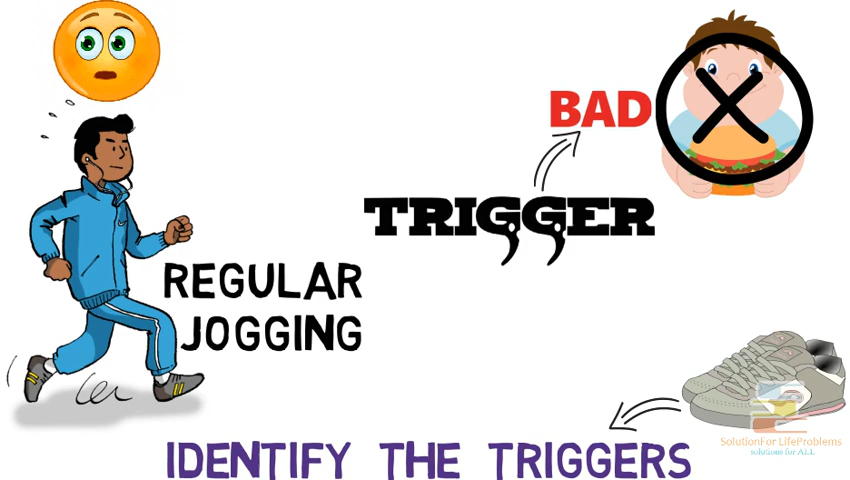 BAD
TRIGGER
REGULAR
JOGGING
SolutionFor LifeProblems
solutions for ALL
IDENTIFY THE TRIGGERS